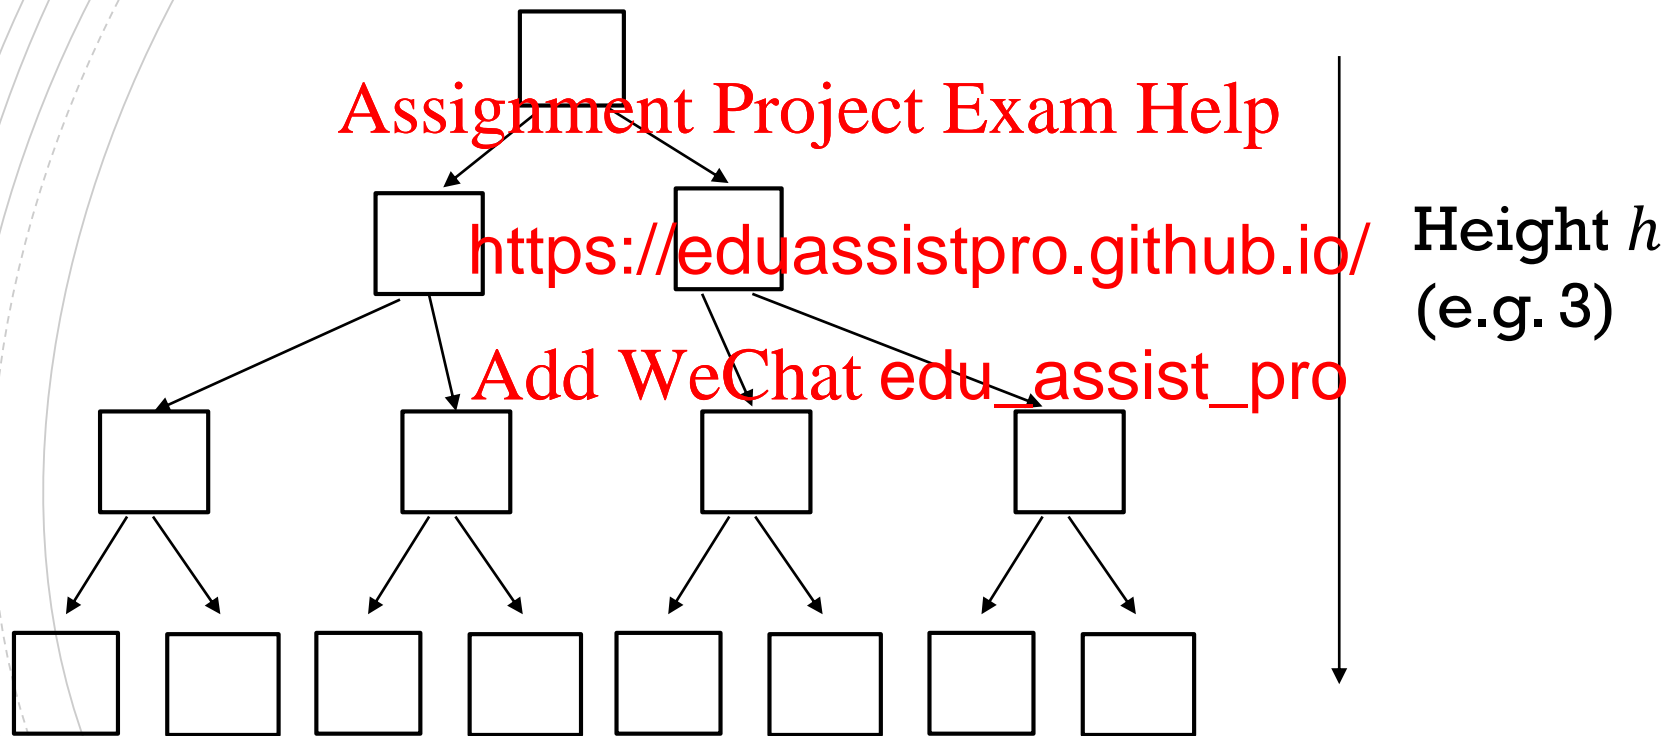 Assignment Project Exam Help
https://eduassistpro.github.io/
Height h
(e.g. 3)
Add WeChat edu_assist_pro